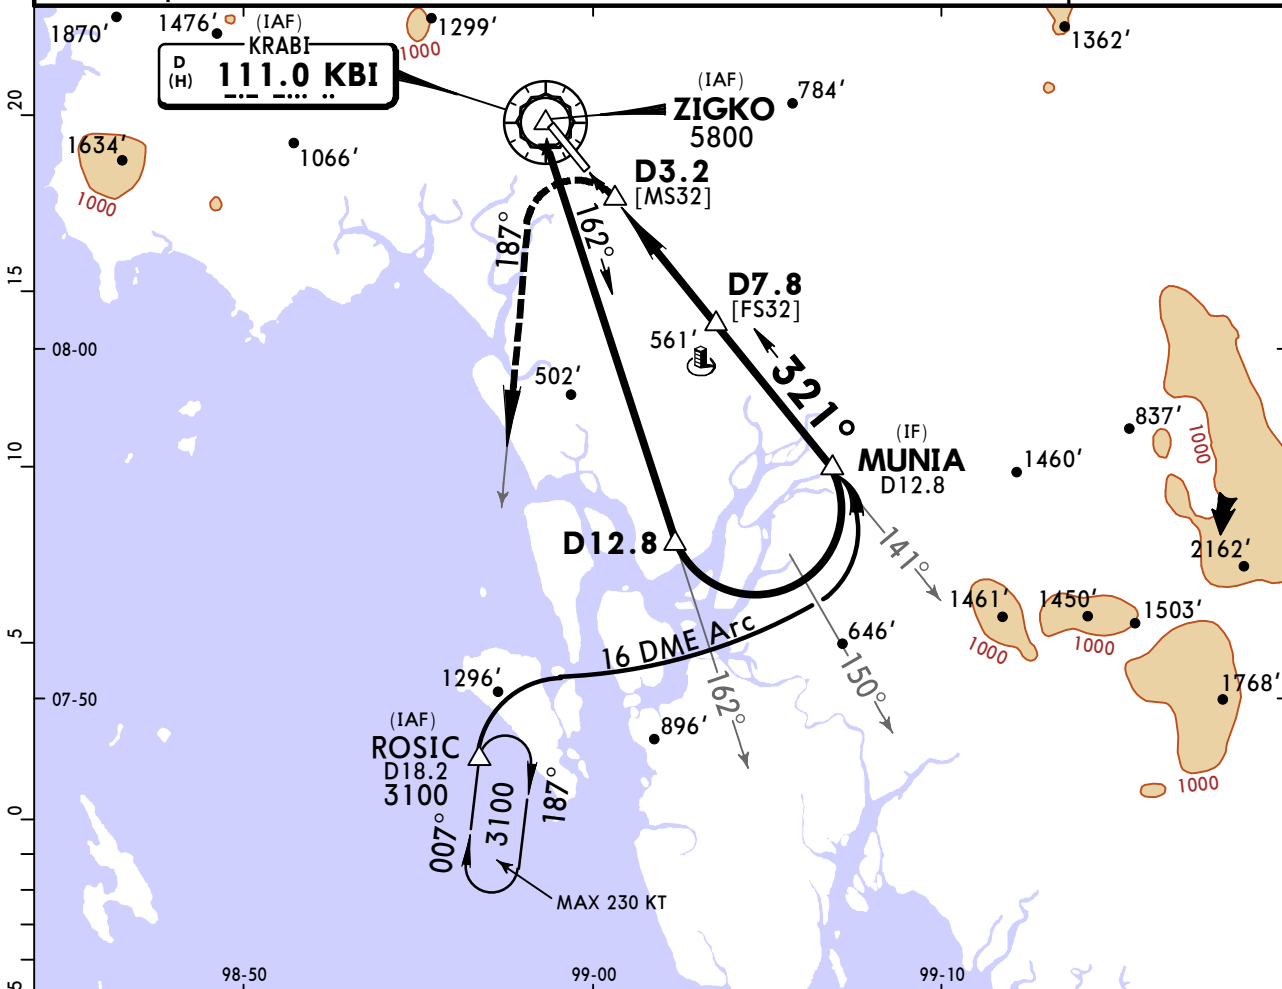 1870′
1476′
(IAF)
KRABI
D
(H)
111.0 KBI
1299′
1000
1362′
(IAF)
ZIGKO
5800
784′
20
1634′
1000
1066′
D3.2
[MS32]
162°
187°
15
D7.8
[FS32]
561′
08-00
321°
502′
837′
1000
(IF)
MUNIA
D12.8
1460′
10
D12.8
141°
2162′
1461′
1000
1450′
1000
1503′
5
16 DME Arc
646′
150°
162°
1296′
07-50
1768′
1000
896′
(IAF)
ROSIC
D18.2
3100
007°
3100
187°
0
MAX 230 KT
5
98-50
99-00
99-10